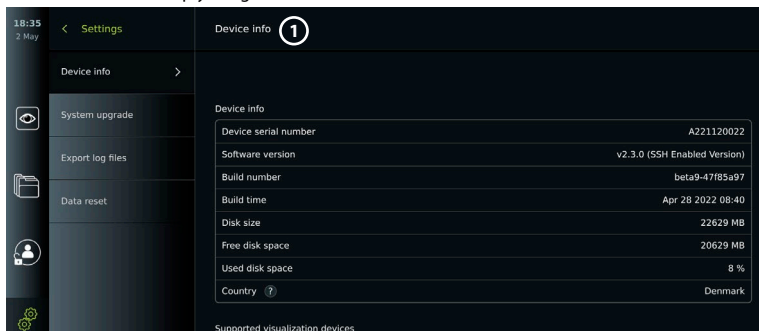 18:35
2 May
Settings
Device info
1
Device info
System upgrade
Export log files
Data reset
Device info
Device serial number A221120022
Software version v2.3.0 (SSH Enabled Version)
Build number beta9-47f85a97
Build time Apr 28 2022 08:40
Disk size 22629 MB
Free disk space 20629 MB
Used disk space 8 %
Country ? Denmark
Supported visualization devices